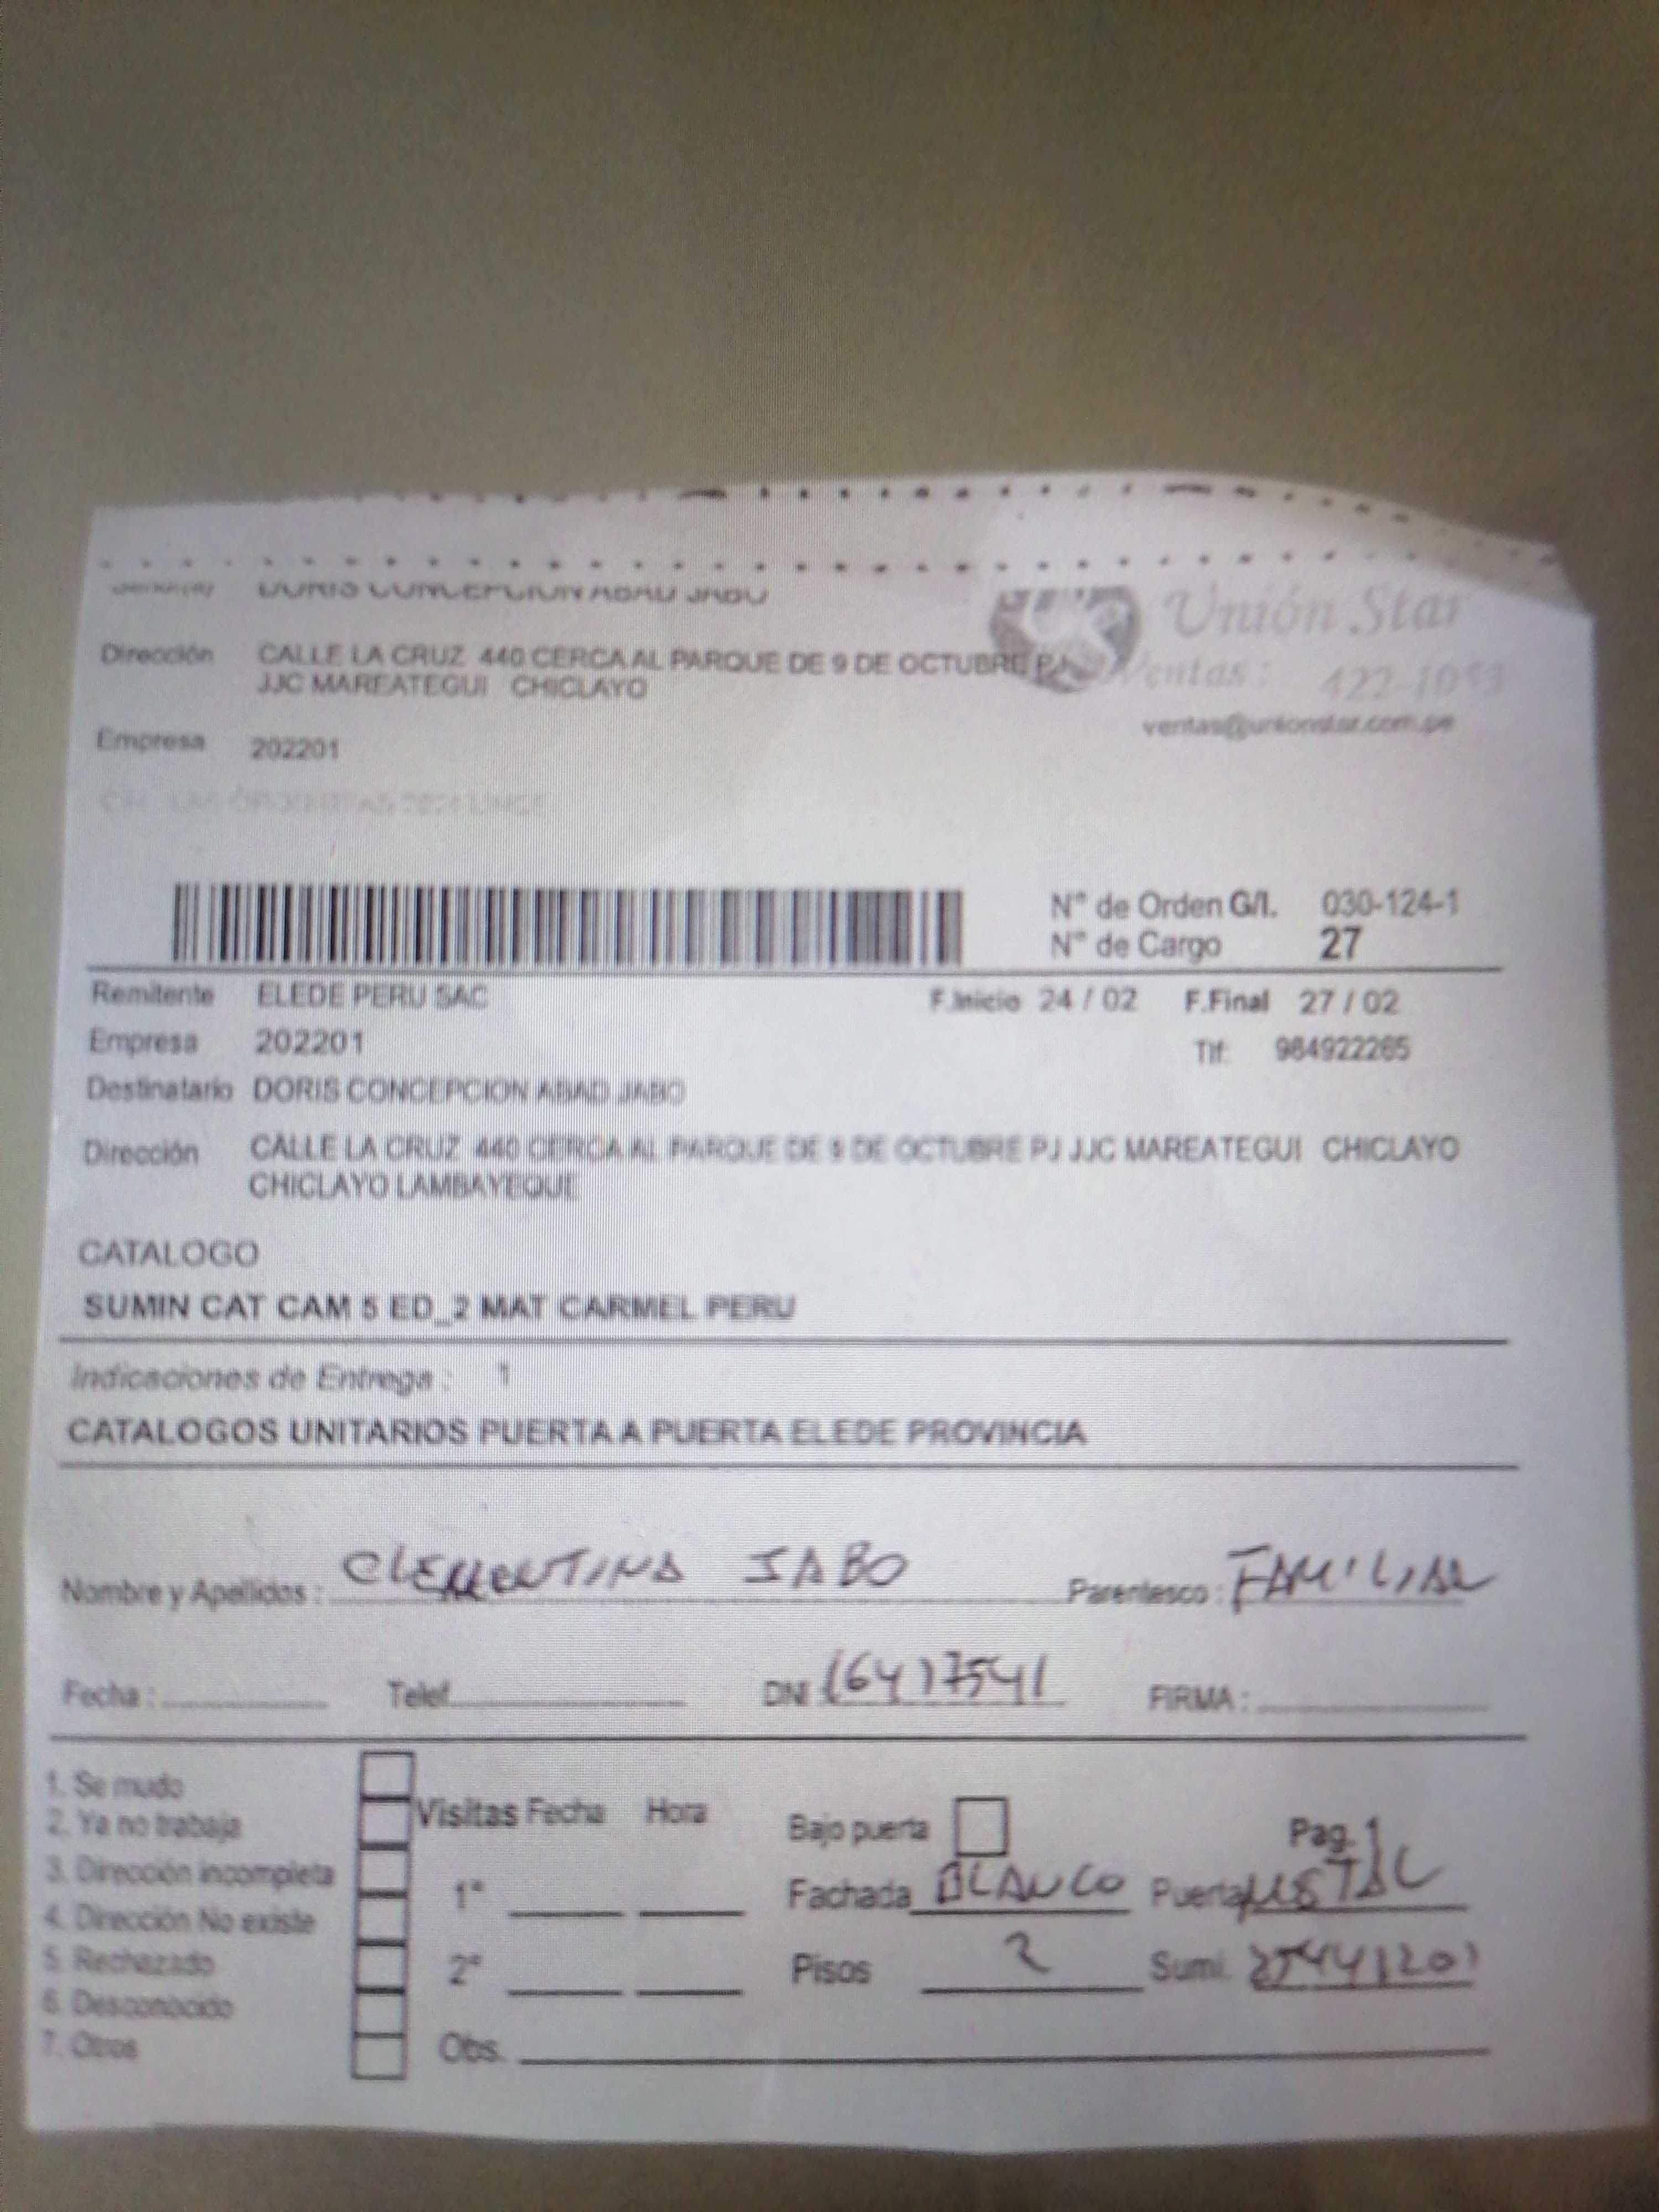 DORIS CONCEPCION ABAD JABO
Unión Star
Dirección CALLE LA CRUZ 440 CERCA AL PARQUE DE 9 DE OCTUBRE PJ
JJC MAREATEGUI CHICLAYO
Ventas: 422-1053
ventas@unionstar.com.pe
Empresa 202201
N° de Orden G/I. 030-124-1
N° de Cargo 27
Remitente ELEDE PERU SAC F.Inicio 24 / 02 F.Final 27 / 02
Empresa 202201 Tlf: 984922265
Destinatario DORIS CONCEPCION ABAD JABO
Dirección CALLE LA CRUZ 440 CERCA AL PARQUE DE 9 DE OCTUBRE PJ JJC MAREATEGUI CHICLAYO
CHICLAYO LAMBAYEQUE
CATALOGO
SUMIN CAT CAM 5 ED_2 MAT CARMEL PERU
Indicaciones de Entrega : 1
CATALOGOS UNITARIOS PUERTA A PUERTA ELEDE PROVINCIA
Nombre y Apellidos : CLEMENTINA JABO Parentesco : FAMILIAR
Fecha : Telef. DNI 16417541 FIRMA :
1. Se mudo
2. Ya no trabaja
3. Dirección incompleta
4. Dirección No existe
5. Rechazado
6. Desconocido
7. Otros
Visitas Fecha Hora
1°
2°
Obs.
Bajo puerta Pag. 1
Fachada BLANCO Puerta METAL
Pisos 2 Sumi. 25441201